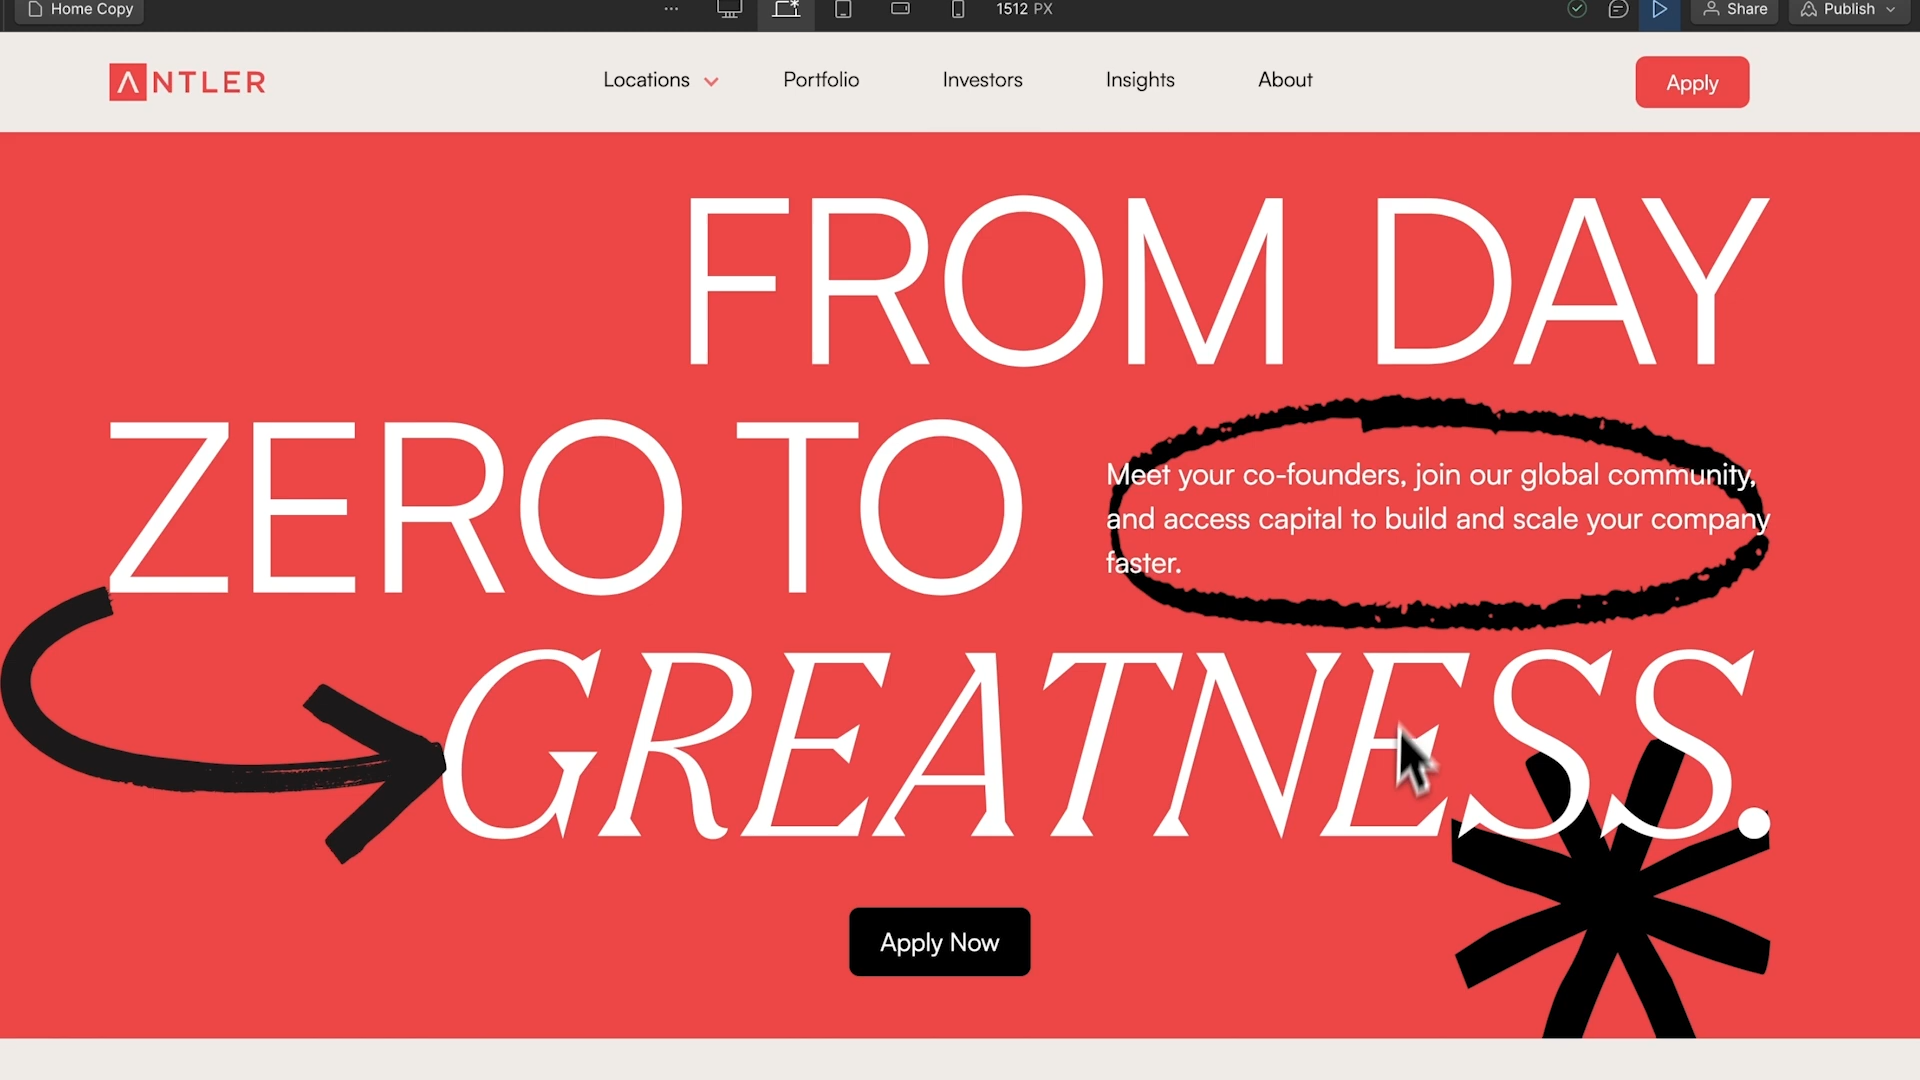 Home Copy
1512 PX
Share
Publish
ANTLER
Locations
Portfolio
Investors
Insights
About
Apply
FROM DAY
ZERO TO
Meet your co-founders, join our global community,
and access capital to build and scale your company
faster.
GREATNESS.
Apply Now